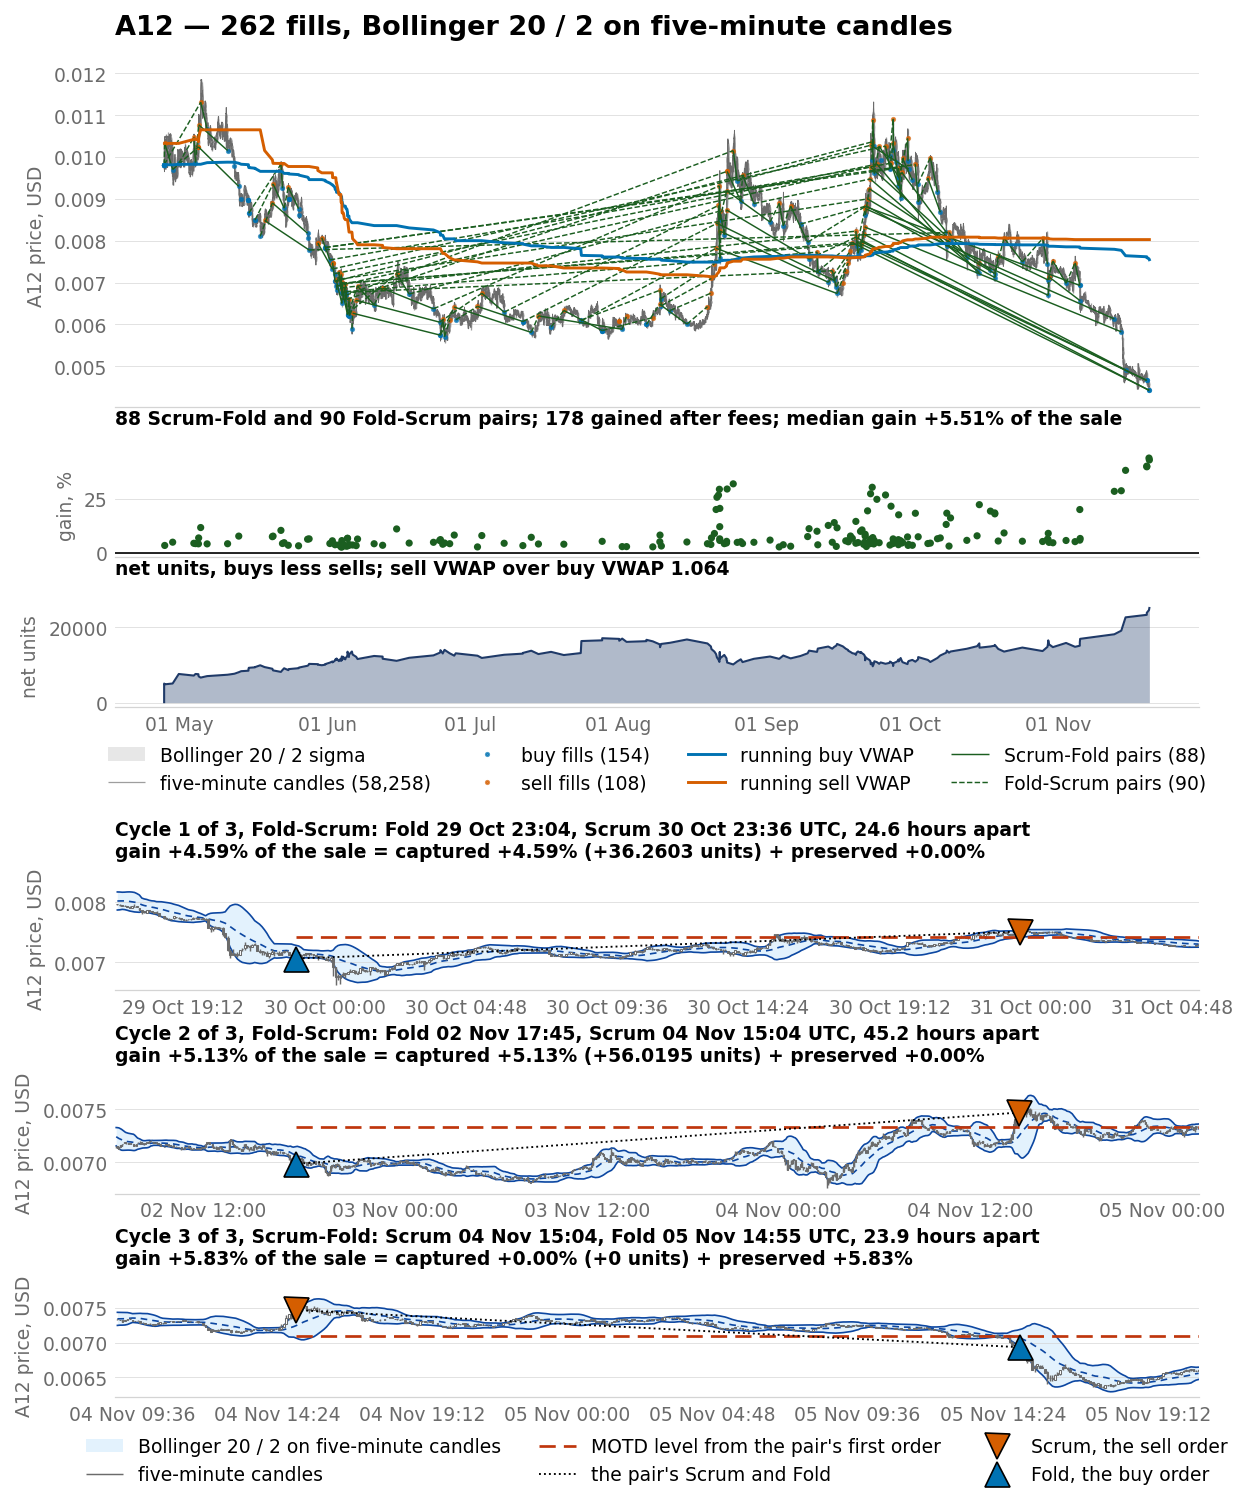 A12 — 262 fills, Bollinger 20 / 2 on five-minute candles
0.012
0.011
0.010
0.009
0.008
0.007
0.006
0.005
A12 price, USD
88 Scrum-Fold and 90 Fold-Scrum pairs; 178 gained after fees; median gain +5.51% of the sale
25
0
gain, %
net units, buys less sells; sell VWAP over buy VWAP 1.064
20000
0
net units
01 May 01 Jun 01 Jul 01 Aug 01 Sep 01 Oct 01 Nov
Bollinger 20 / 2 sigma buy fills (154) running buy VWAP Scrum-Fold pairs (88)
five-minute candles (58,258) sell fills (108) running sell VWAP Fold-Scrum pairs (90)
Cycle 1 of 3, Fold-Scrum: Fold 29 Oct 23:04, Scrum 30 Oct 23:36 UTC, 24.6 hours apart
gain +4.59% of the sale = captured +4.59% (+36.2603 units) + preserved +0.00%
0.008
0.007
A12 price, USD
29 Oct 19:12 30 Oct 00:00 30 Oct 04:48 30 Oct 09:36 30 Oct 14:24 30 Oct 19:12 31 Oct 00:00 31 Oct 04:48
Cycle 2 of 3, Fold-Scrum: Fold 02 Nov 17:45, Scrum 04 Nov 15:04 UTC, 45.2 hours apart
gain +5.13% of the sale = captured +5.13% (+56.0195 units) + preserved +0.00%
0.0075
0.0070
A12 price, USD
02 Nov 12:00 03 Nov 00:00 03 Nov 12:00 04 Nov 00:00 04 Nov 12:00 05 Nov 00:00
Cycle 3 of 3, Scrum-Fold: Scrum 04 Nov 15:04, Fold 05 Nov 14:55 UTC, 23.9 hours apart
gain +5.83% of the sale = captured +0.00% (+0 units) + preserved +5.83%
0.0075
0.0070
0.0065
A12 price, USD
04 Nov 09:36 04 Nov 14:24 04 Nov 19:12 05 Nov 00:00 05 Nov 04:48 05 Nov 09:36 05 Nov 14:24 05 Nov 19:12
Bollinger 20 / 2 on five-minute candles MOTD level from the pair's first order Scrum, the sell order
five-minute candles the pair's Scrum and Fold Fold, the buy order